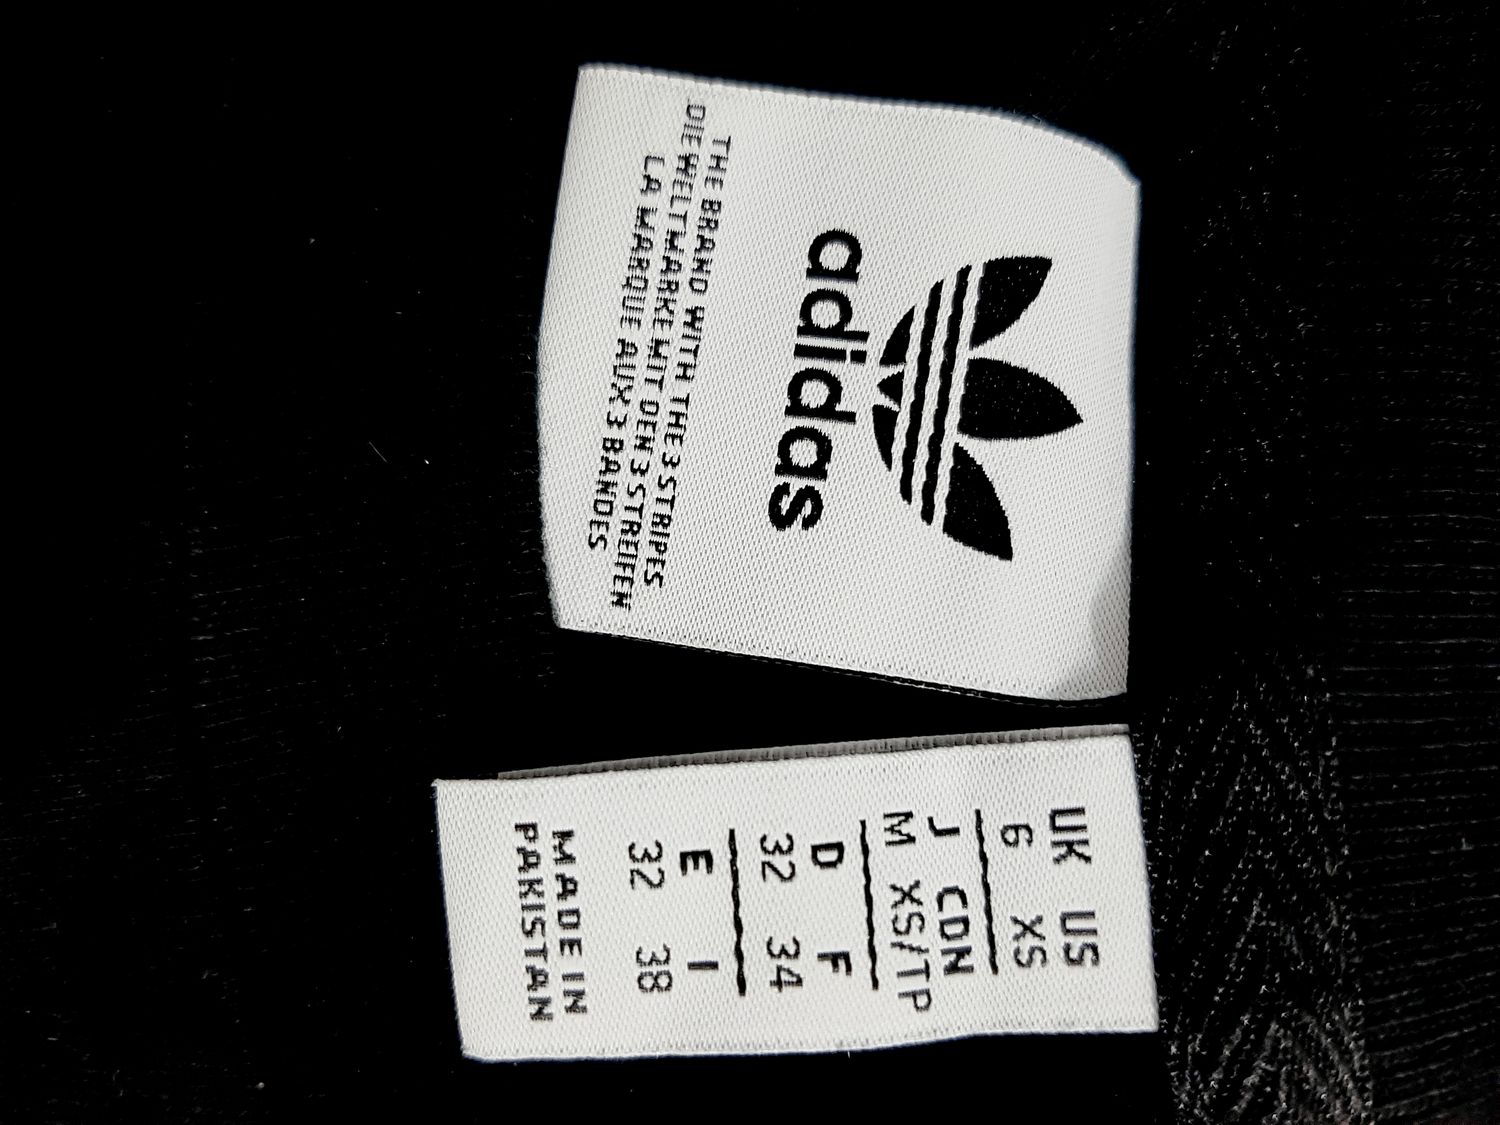 adidas
THE BRAND WITH THE 3 STRIPES
DIE WELTMARKE MIT DEN 3 STREIFEN
LA MARQUE AUX 3 BANDES
UK US
6 XS
J CDN
M XS/TP
D F
32 34
E I
32 38
MADE IN
PAKISTAN